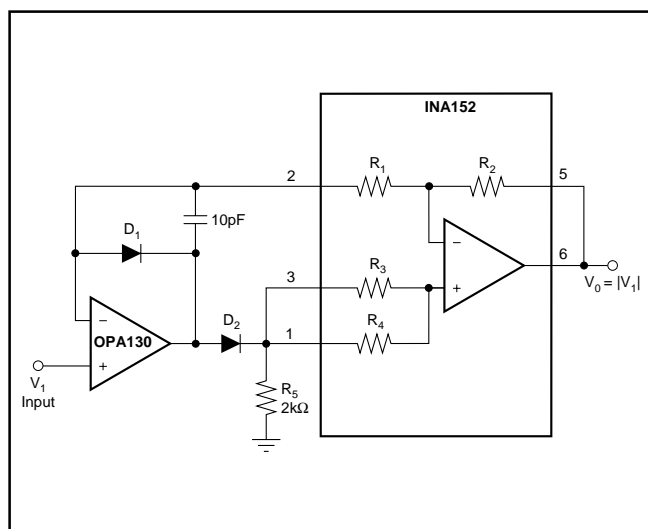 INA152
2
R1
R2
5
10pF
D1
6
V0 = |V1|
3
R3
D2
1
R4
OPA130
V1
Input
R5
2kΩ
−
+
−
+